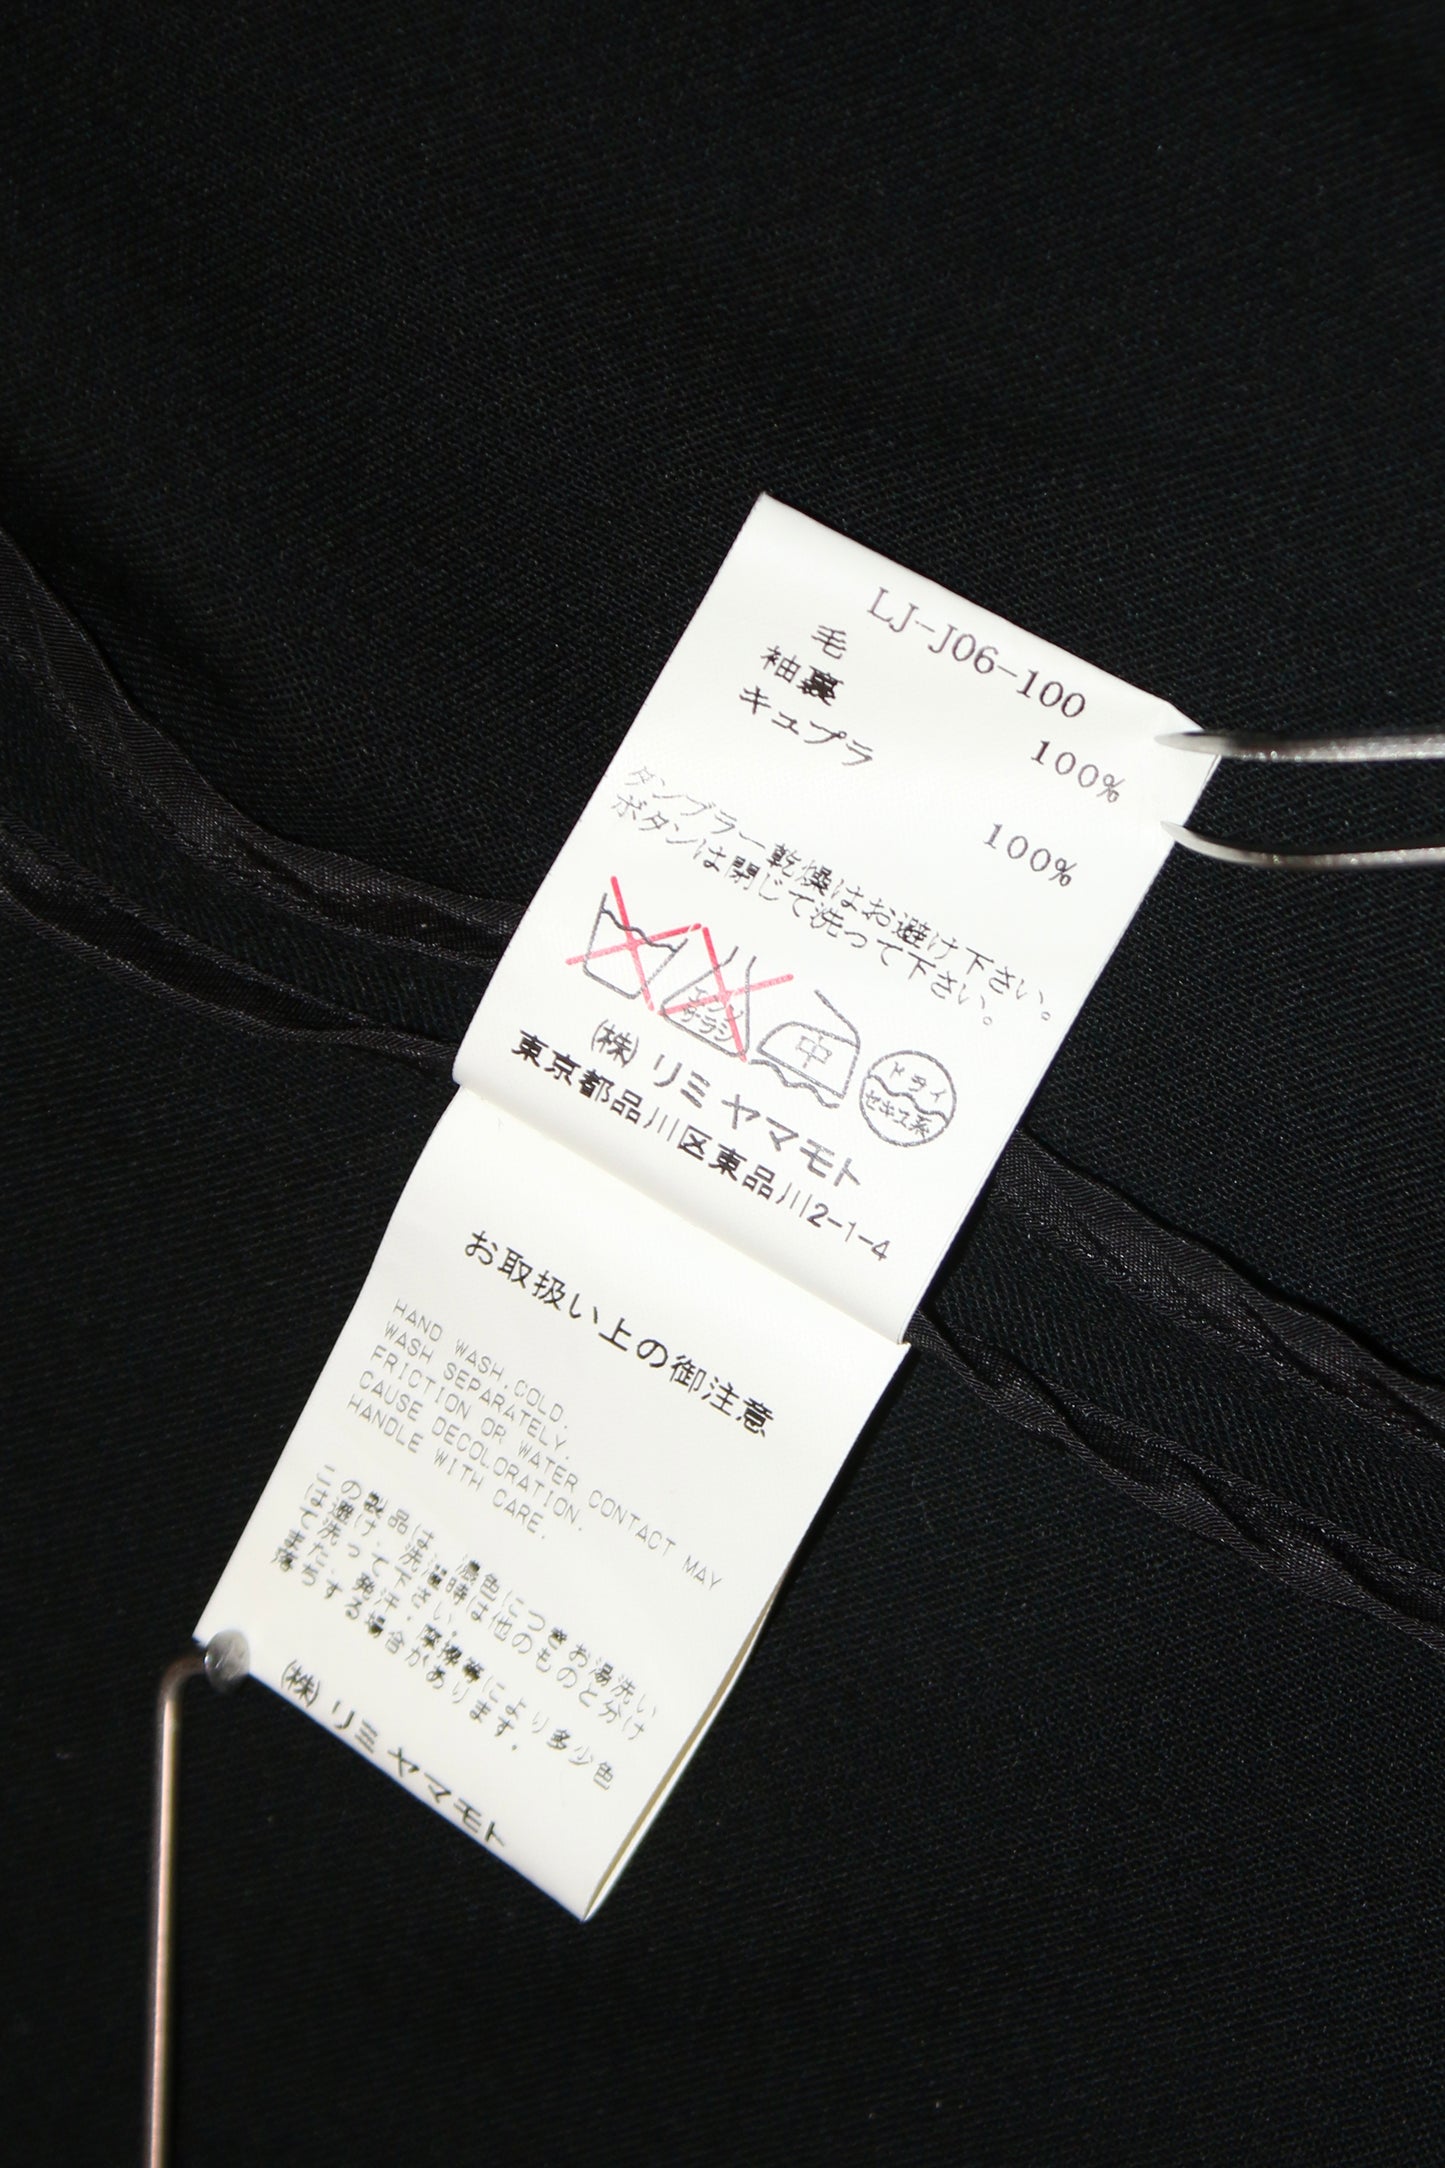 LJ-J06-100
毛 100%
袖裏
キュプラ 100%
タンブラー乾燥はお避け下さい。
ボタンは閉じて洗って下さい。
エンソ
サラシ
中
ドライ
セキユ系
㈱ リミ ヤマモト
東京都品川区東品川2-1-4
お取扱い上の御注意
HAND WASH,COLD.
WASH SEPARATELY.
FRICTION OR WATER CONTACT MAY
CAUSE DECOLORATION.
HANDLE WITH CARE.
この製品は、濃色につきお湯洗い
は避け、洗濯時は他のものと分け
て洗って下さい。
また、発汗・摩擦等により多少色
落ちする場合があります。
㈱ リミ ヤマモト